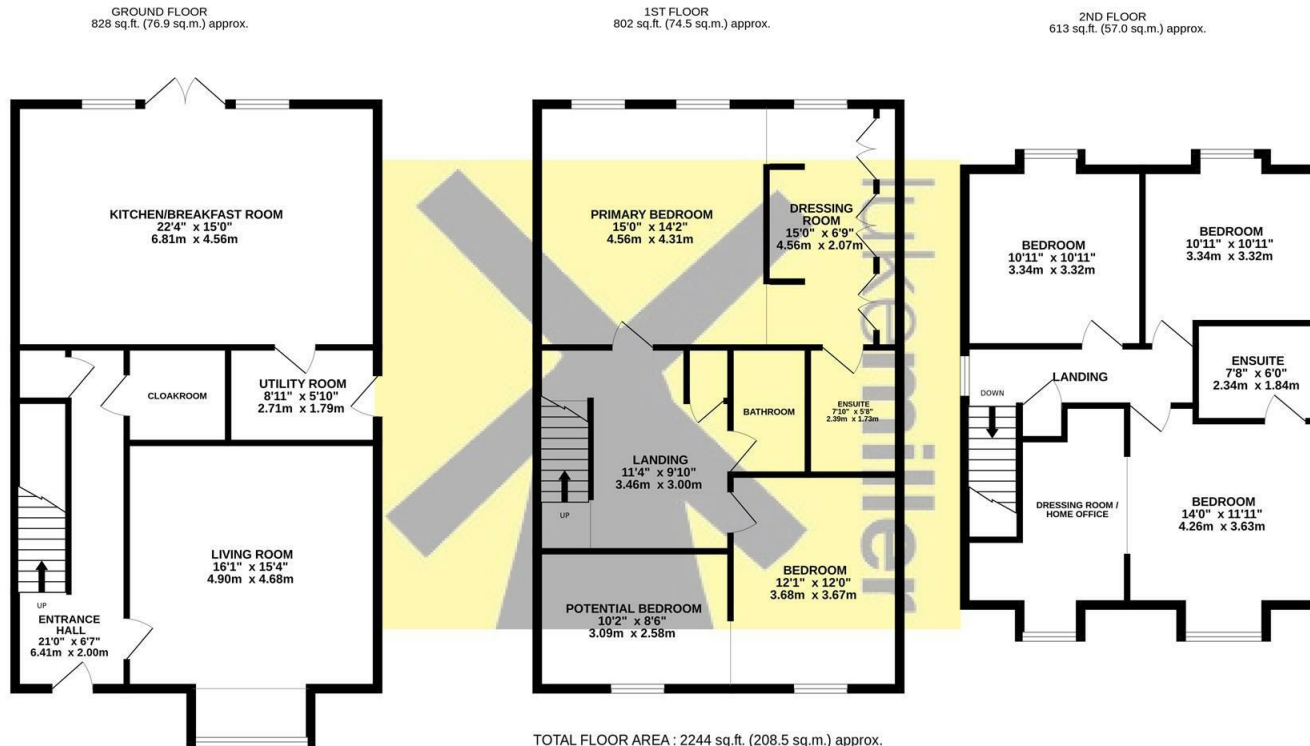 GROUND FLOOR
828 sq.ft. (76.9 sq.m.) approx.
KITCHEN/BREAKFAST ROOM
22'4" x 15'0"
6.81m x 4.56m
CLOAKROOM
UTILITY ROOM
8'11" x 5'10"
2.71m x 1.79m
LIVING ROOM
16'1" x 15'4"
4.90m x 4.68m
UP
ENTRANCE
HALL
21'0" x 6'7"
6.41m x 2.00m
1ST FLOOR
802 sq.ft. (74.5 sq.m.) approx.
PRIMARY BEDROOM
15'0" x 14'2"
4.56m x 4.31m
DRESSING
ROOM
15'0" x 6'9"
4.56m x 2.07m
BATHROOM
ENSUITE
7'10" x 5'8"
2.39m x 1.73m
LANDING
11'4" x 9'10"
3.46m x 3.00m
UP
BEDROOM
12'1" x 12'0"
3.68m x 3.67m
POTENTIAL BEDROOM
10'2" x 8'6"
3.09m x 2.58m
lukemiller
2ND FLOOR
613 sq.ft. (57.0 sq.m.) approx.
BEDROOM
10'11" x 10'11"
3.34m x 3.32m
BEDROOM
10'11" x 10'11"
3.34m x 3.32m
ENSUITE
7'8" x 6'0"
2.34m x 1.84m
LANDING
DOWN
DRESSING ROOM /
HOME OFFICE
BEDROOM
14'0" x 11'11"
4.26m x 3.63m
TOTAL FLOOR AREA : 2244 sq.ft. (208.5 sq.m.) approx.